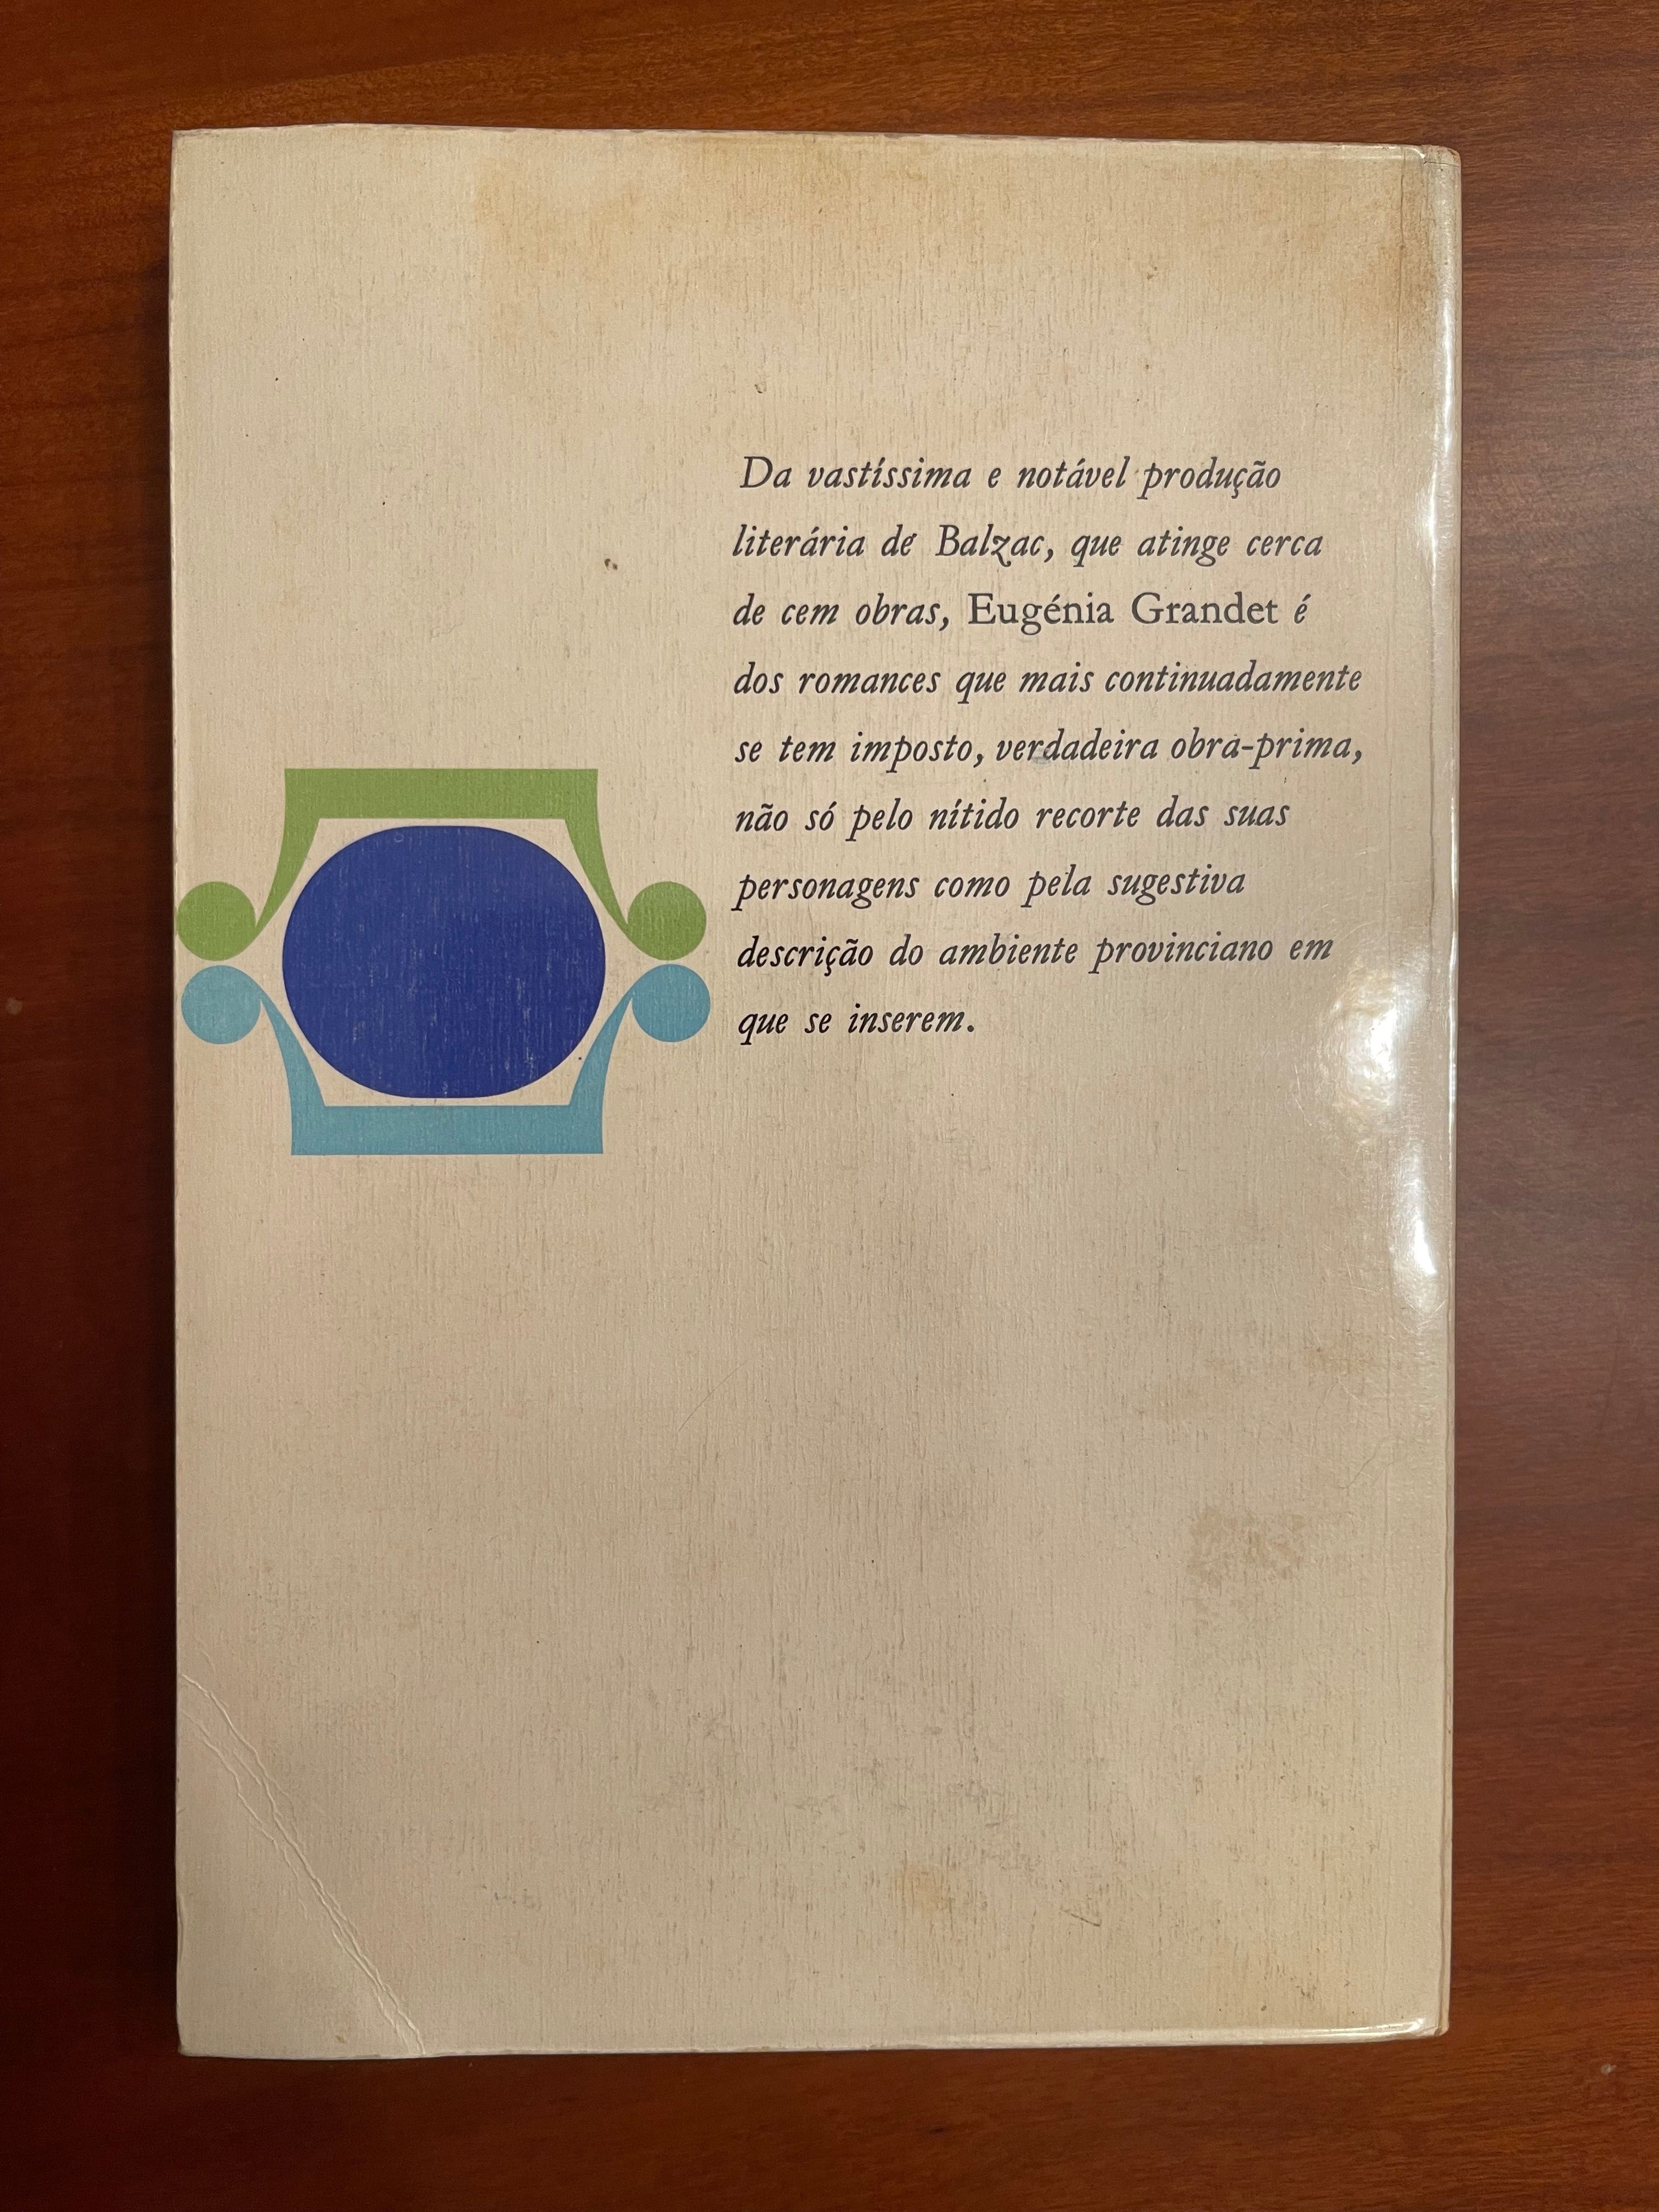 Da vastíssima e notável produção
literária de Balzac, que atinge cerca
de cem obras, Eugénia Grandet é
dos romances que mais continuadamente
se tem imposto, verdadeira obra-prima,
não só pelo nítido recorte das suas
personagens como pela sugestiva
descrição do ambiente provinciano em
que se inserem.